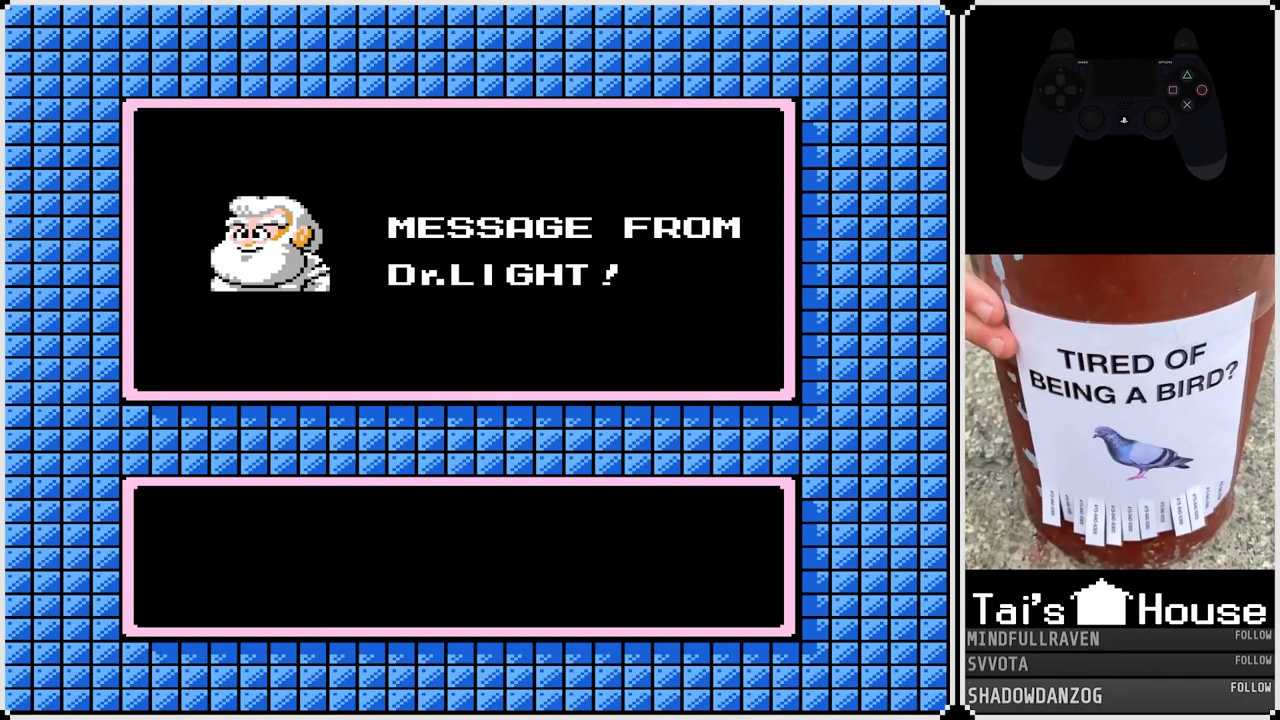 MESSAGE FROM
Dr.LIGHT!
TIRED OF
BEING A BIRD?
Tai's House
MINDFULLRAVEN FOLLOW
SVVOTA FOLLOW
SHADOWDANZOG FOLLOW